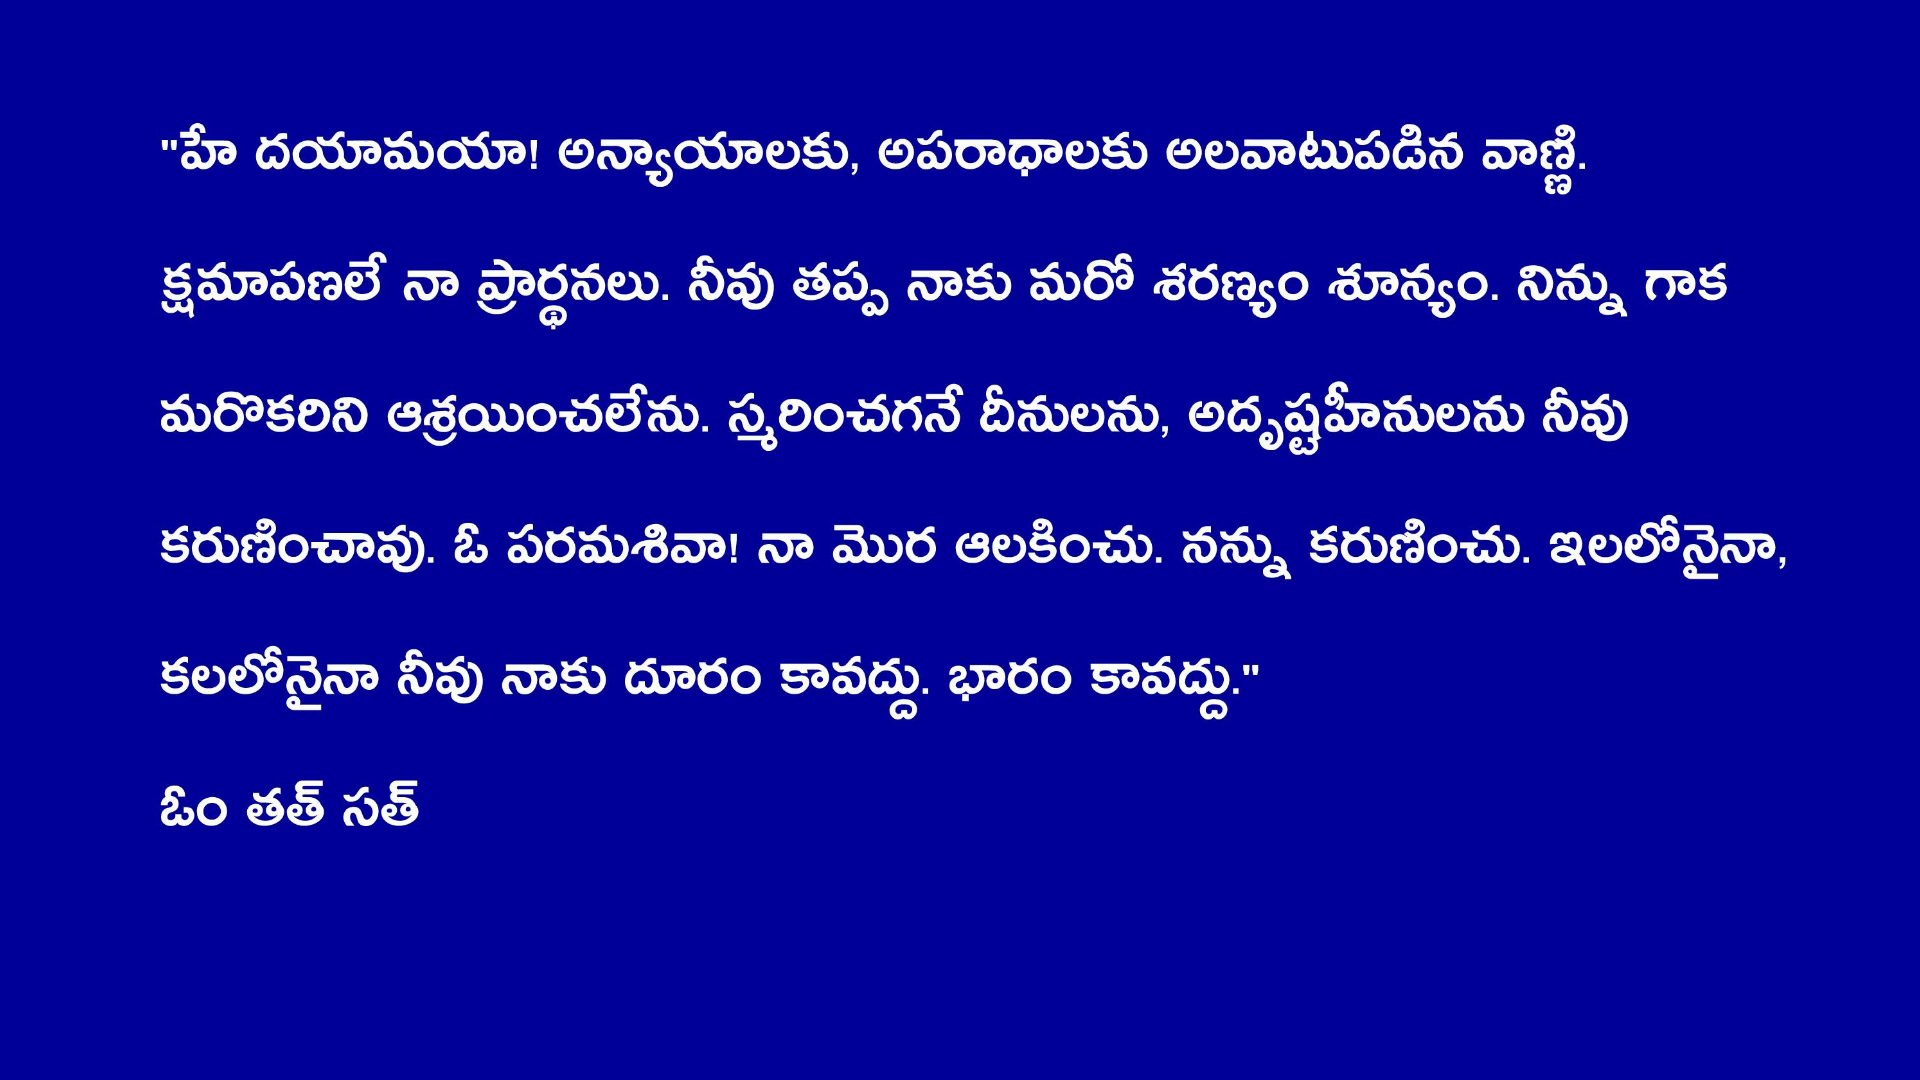 "హే దయామయా! అన్యాయాలకు, అపరాధాలకు అలవాటుపడిన వాణ్ణి.
క్షమాపణలే నా ప్రార్థనలు. నీవు తప్ప నాకు మరో శరణ్యం శూన్యం. నిన్ను గాక
మరొకరిని ఆశ్రయించలేను. స్మరించగనే దీనులను, అదృష్టహీనులను నీవు
కరుణించావు. ఓ పరమశివా! నా మొర ఆలకించు. నన్ను కరుణించు. ఇలలోనైనా,
కలలోనైనా నీవు నాకు దూరం కావద్దు. భారం కావద్దు."
ఓం తత్ సత్